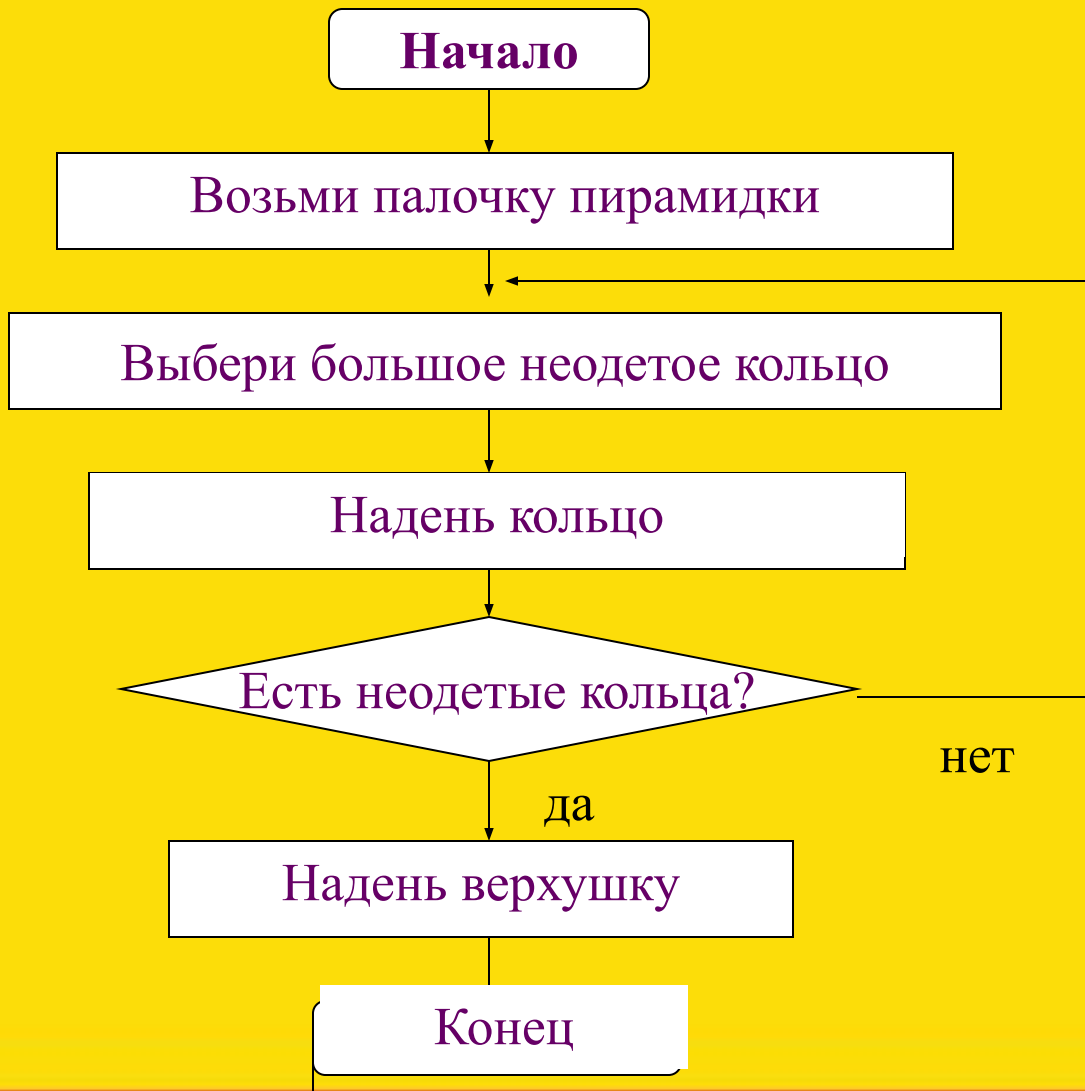 Начало
Возьми палочку пирамидки
Выбери большое неодетое кольцо
Надень кольцо
Есть неодетые кольца?
нет
да
Надень верхушку
Конец